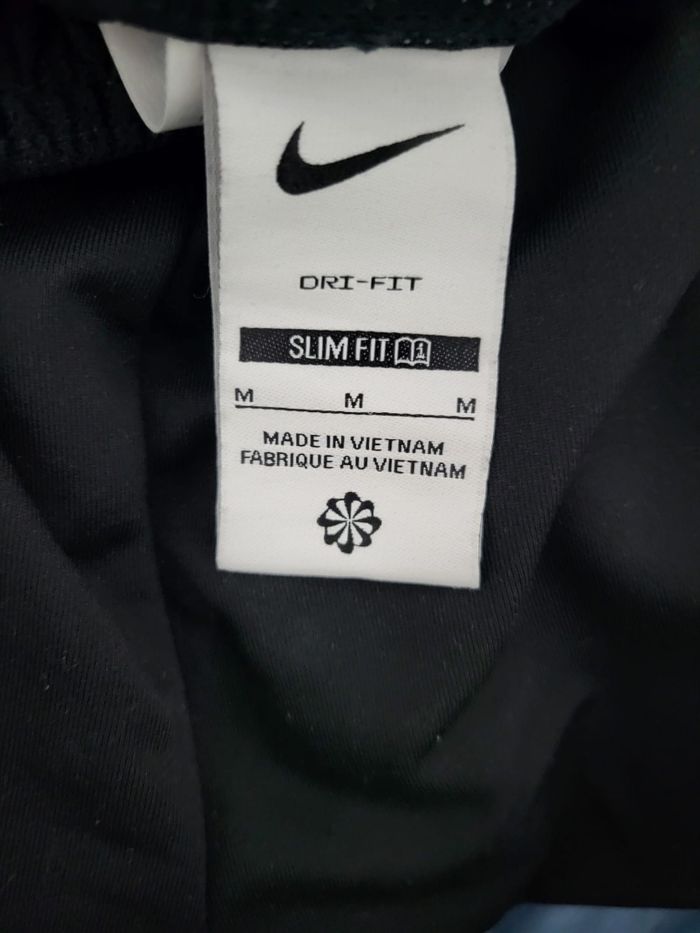 DRI-FIT
SLIM FIT
M M M
MADE IN VIETNAM
FABRIQUE AU VIETNAM